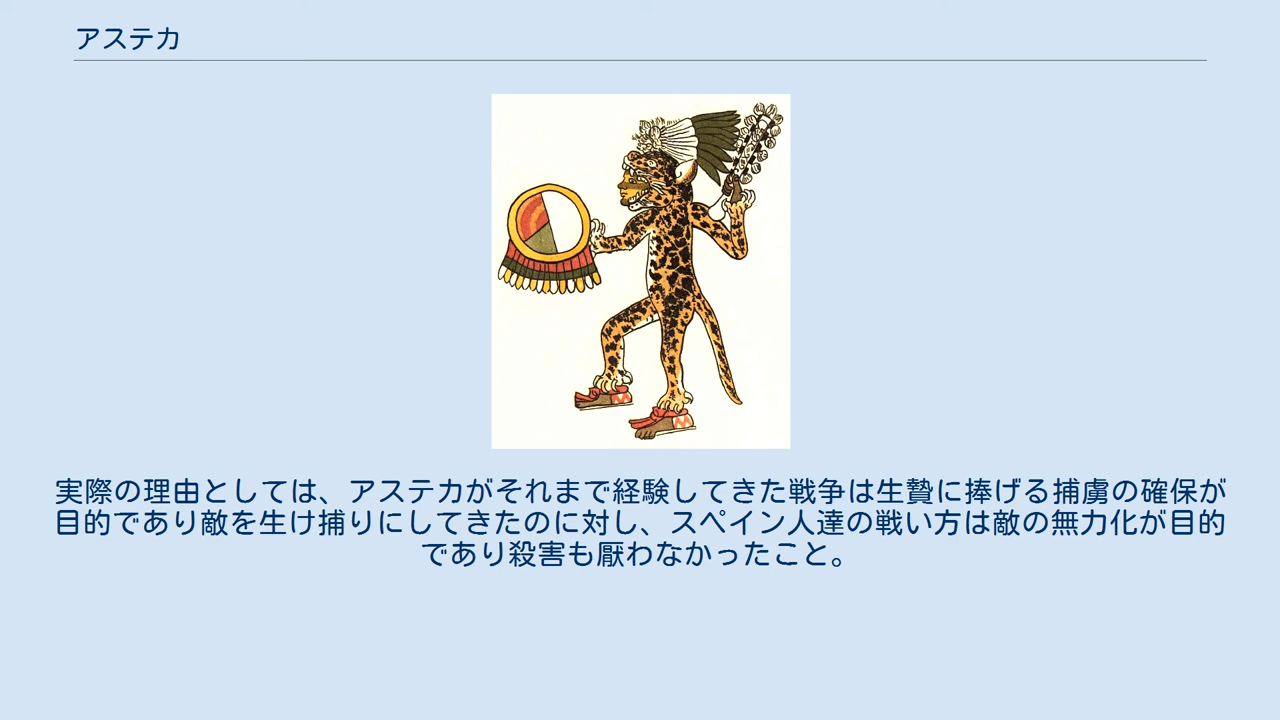 アステカ
実際の理由としては、アステカがそれまで経験してきた戦争は生贄に捧げる捕虜の確保が
目的であり敵を生け捕りにしてきたのに対し、スペイン人達の戦い方は敵の無力化が目的
であり殺害も厭わなかったこと。